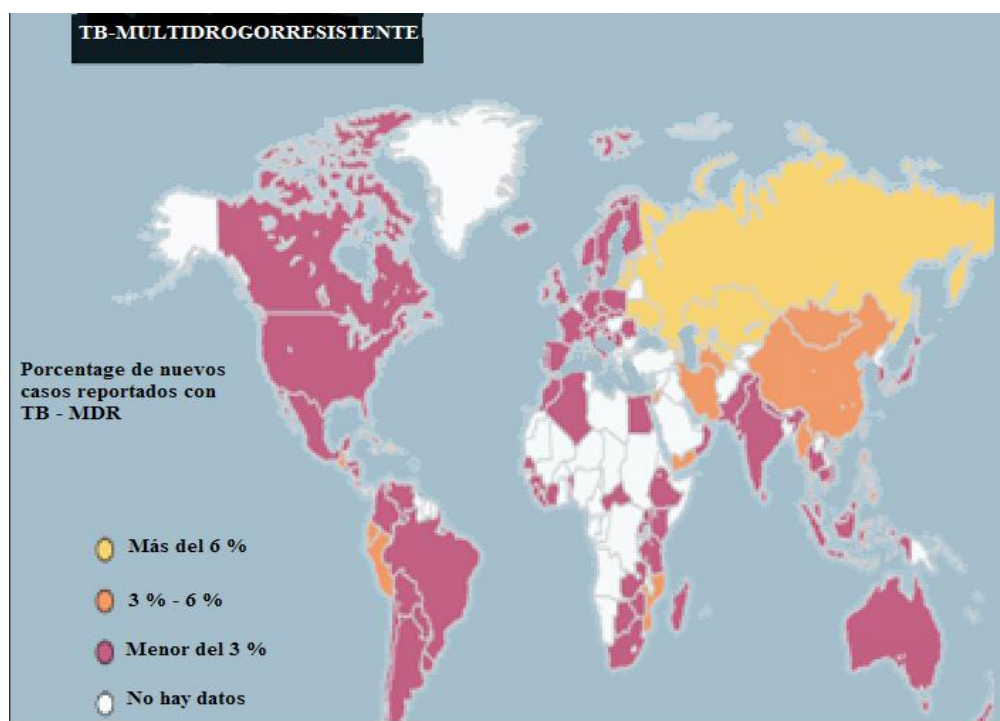 TB-MULTIDROGORRESISTENTE
Porcentage de nuevos
casos reportados con
TB - MDR
Más del 6 %
3 % - 6 %
Menor del 3 %
No hay datos